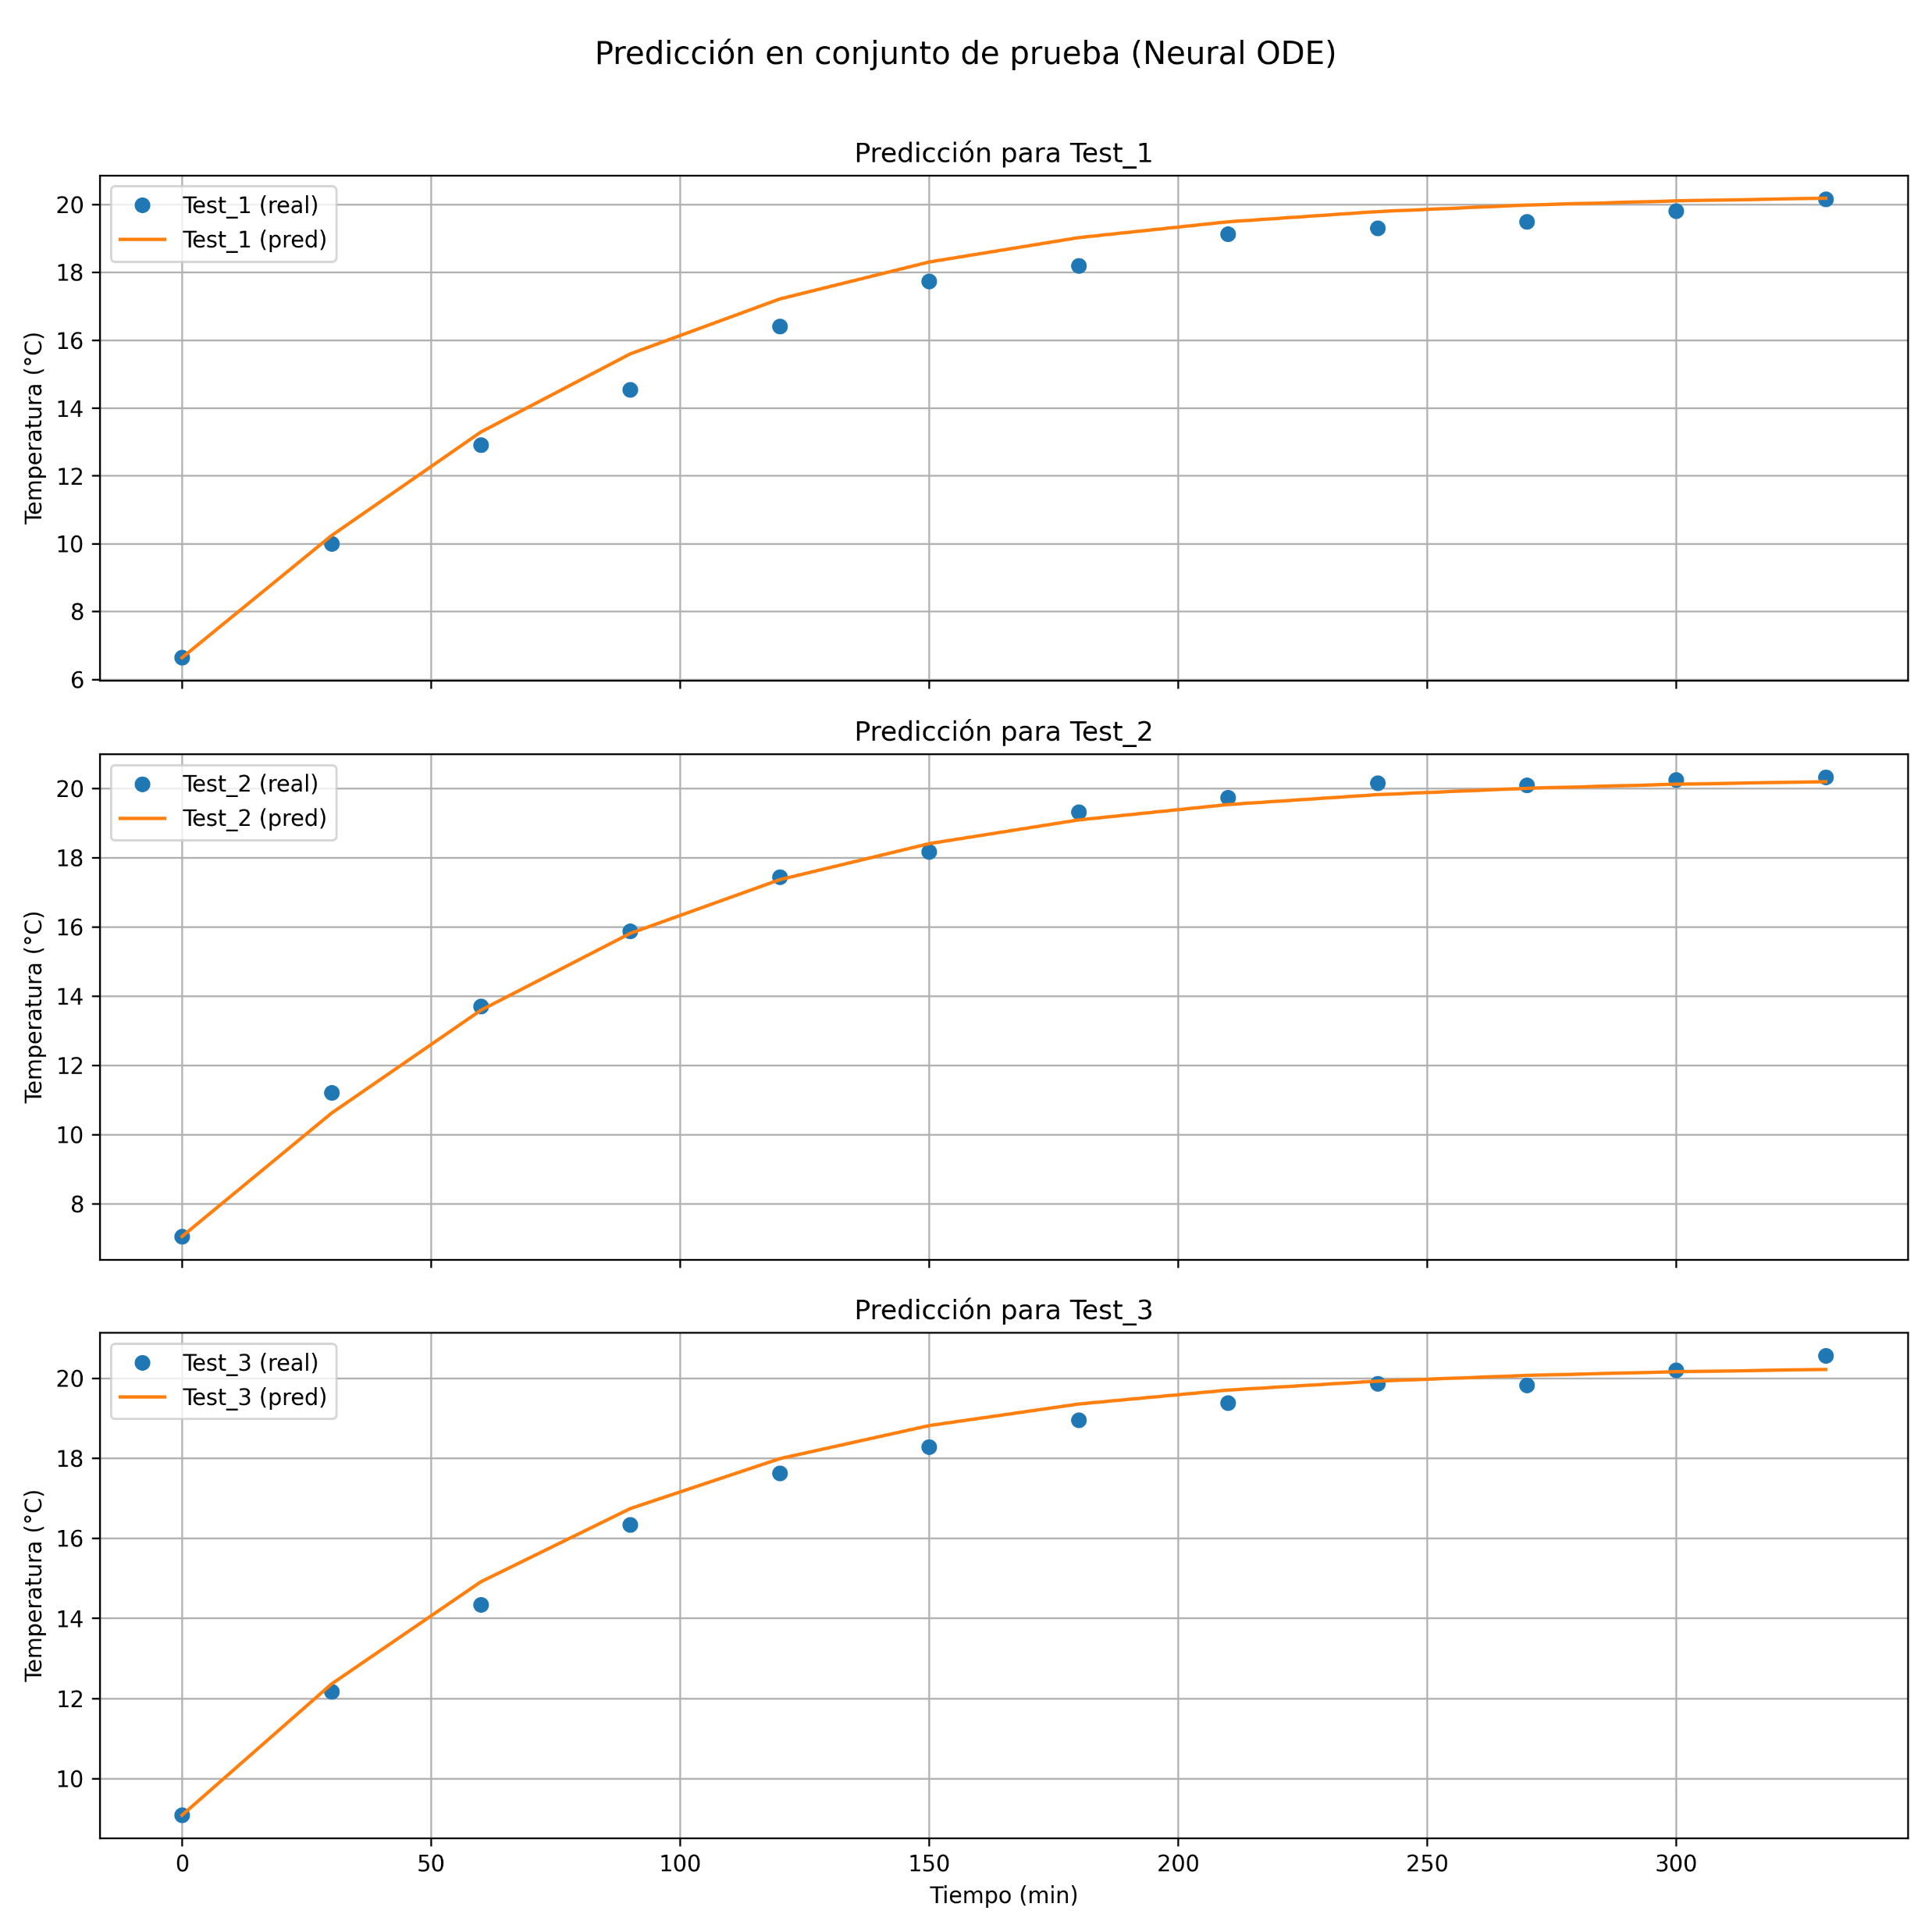 Predicción en conjunto de prueba (Neural ODE)
Predicción para Test_1
Test_1 (real)
Test_1 (pred)
Temperatura (°C)
20
18
16
14
12
10
8
6
Predicción para Test_2
Test_2 (real)
Test_2 (pred)
Temperatura (°C)
20
18
16
14
12
10
8
Predicción para Test_3
Test_3 (real)
Test_3 (pred)
Temperatura (°C)
20
18
16
14
12
10
0 50 100 150 200 250 300
Tiempo (min)